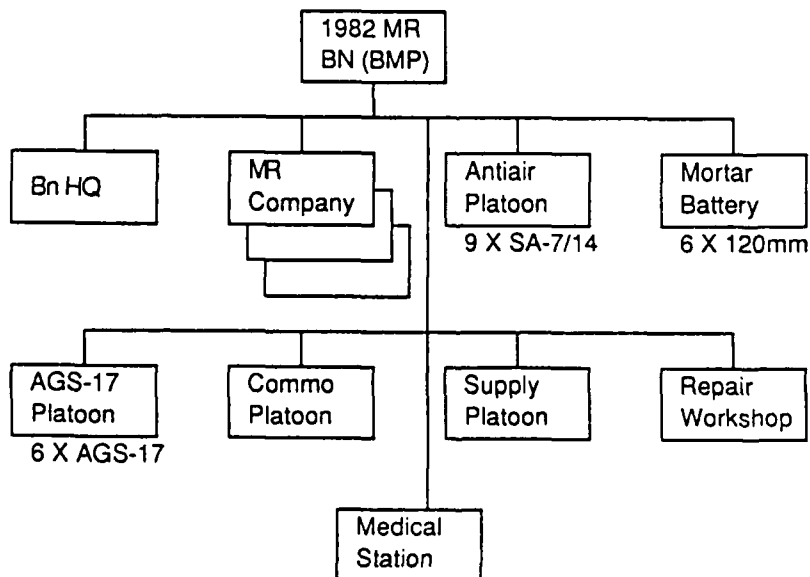 1982 MR
BN (BMP)
Bn HQ
MR
Company
Antiair
Platoon
9 X SA-7/14
Mortar
Battery
6 X 120mm
AGS-17
Platoon
6 X AGS-17
Commo
Platoon
Supply
Platoon
Repair
Workshop
Medical
Station